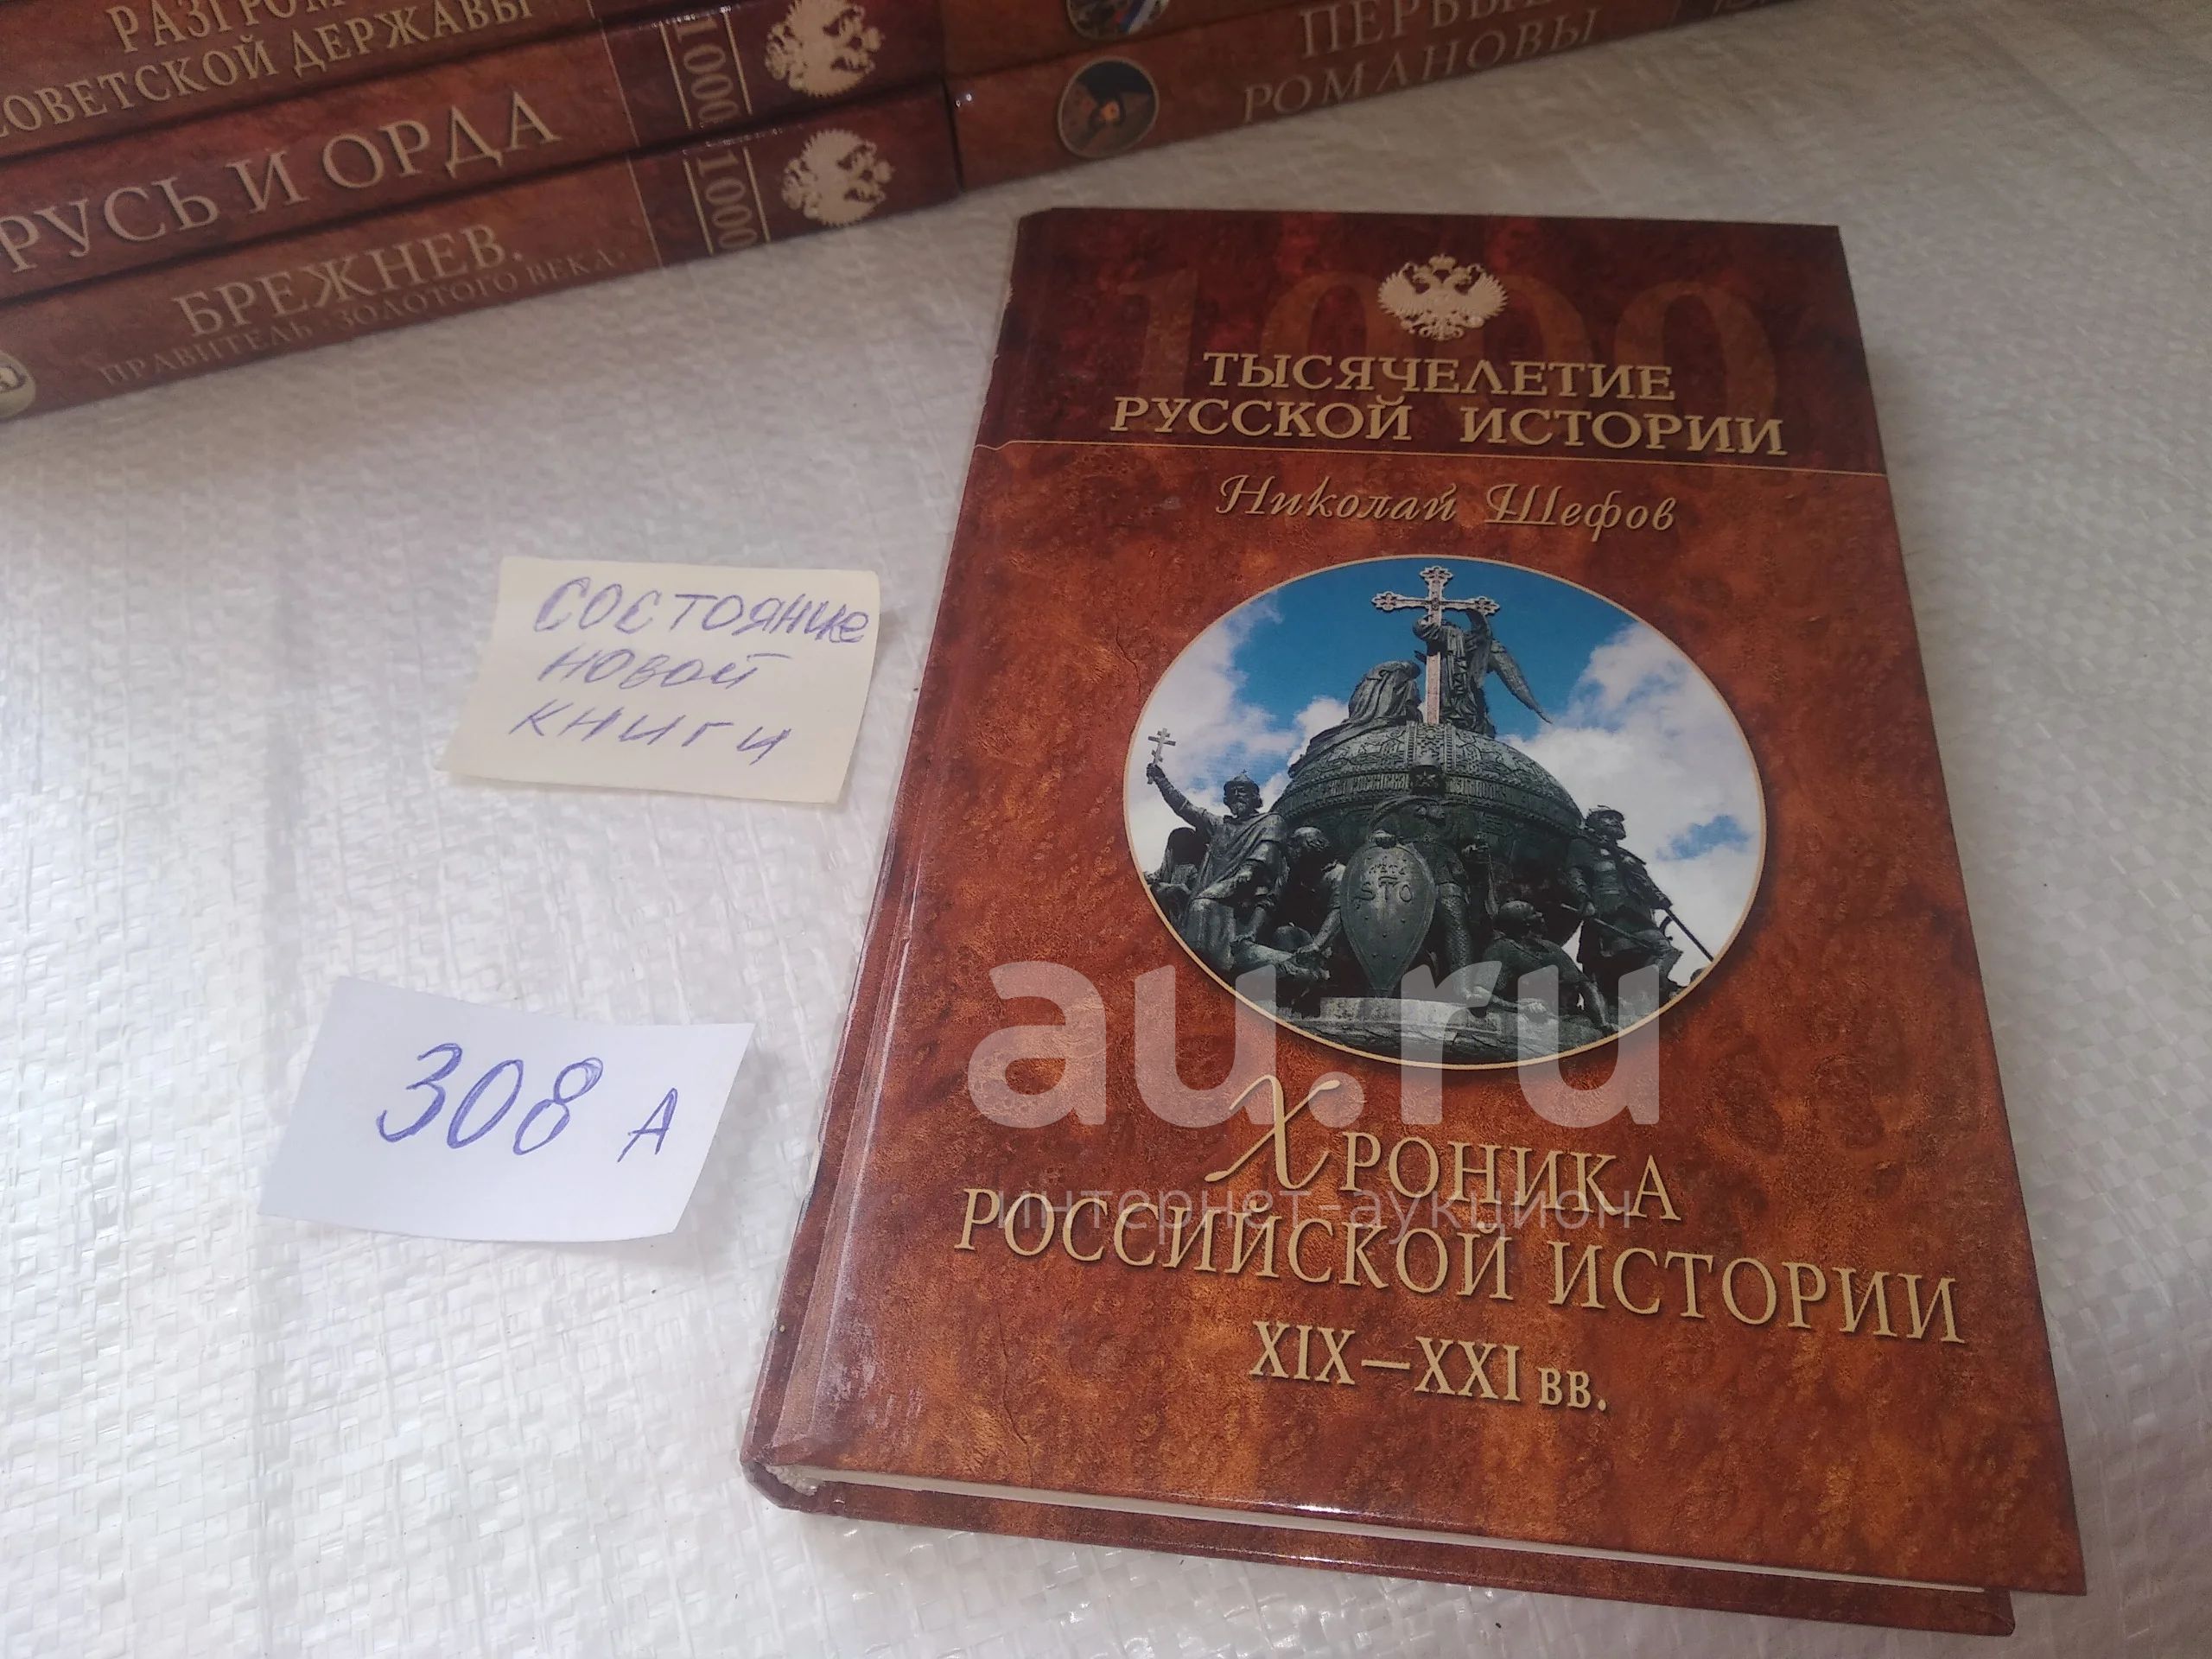 РАЗГРОМ
СОВЕТСКОЙ ДЕРЖАВЫ
РУСЬ И ОРДА
1000
БРЕЖНЕВ.
ПРАВИТЕЛЬ «ЗОЛОТОГО ВЕКА»
1000
ПЕРВЫЕ
РОМАНОВЫ
1000
ТЫСЯЧЕЛЕТИЕ
РУССКОЙ ИСТОРИИ
Николай Шефов
состояние
новой
книги
308 А
au.ru
интернет-аукцион
ХРОНИКА
РОССИЙСКОЙ ИСТОРИИ
XIX–XXI вв.